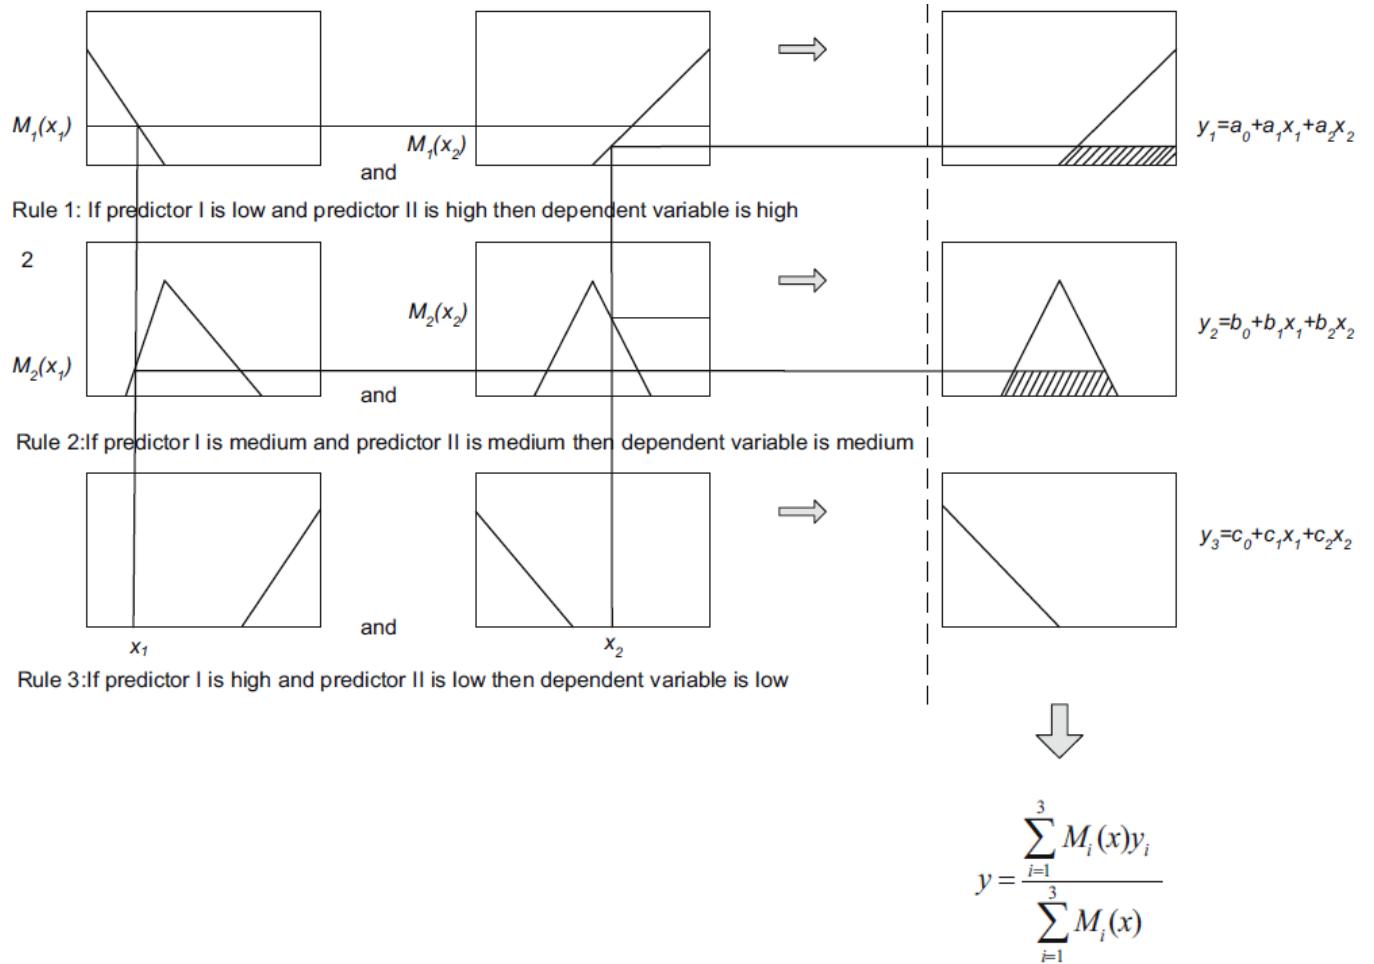 M₁(x₁)
M₁(x₂)
and
y₁=a₀+a₁x₁+a₂x₂
Rule 1: If predictor I is low and predictor II is high then dependent variable is high
2
M₂(x₂)
M₂(x₁)
and
y₂=b₀+b₁x₁+b₂x₂
Rule 2:If predictor I is medium and predictor II is medium then dependent variable is medium
y₃=c₀+c₁x₁+c₂x₂
and
x₁
x₂
Rule 3:If predictor I is high and predictor II is low then dependent variable is low
3
∑ Mᵢ(x)yᵢ
i=1
y =
3
∑ Mᵢ(x)
i=1